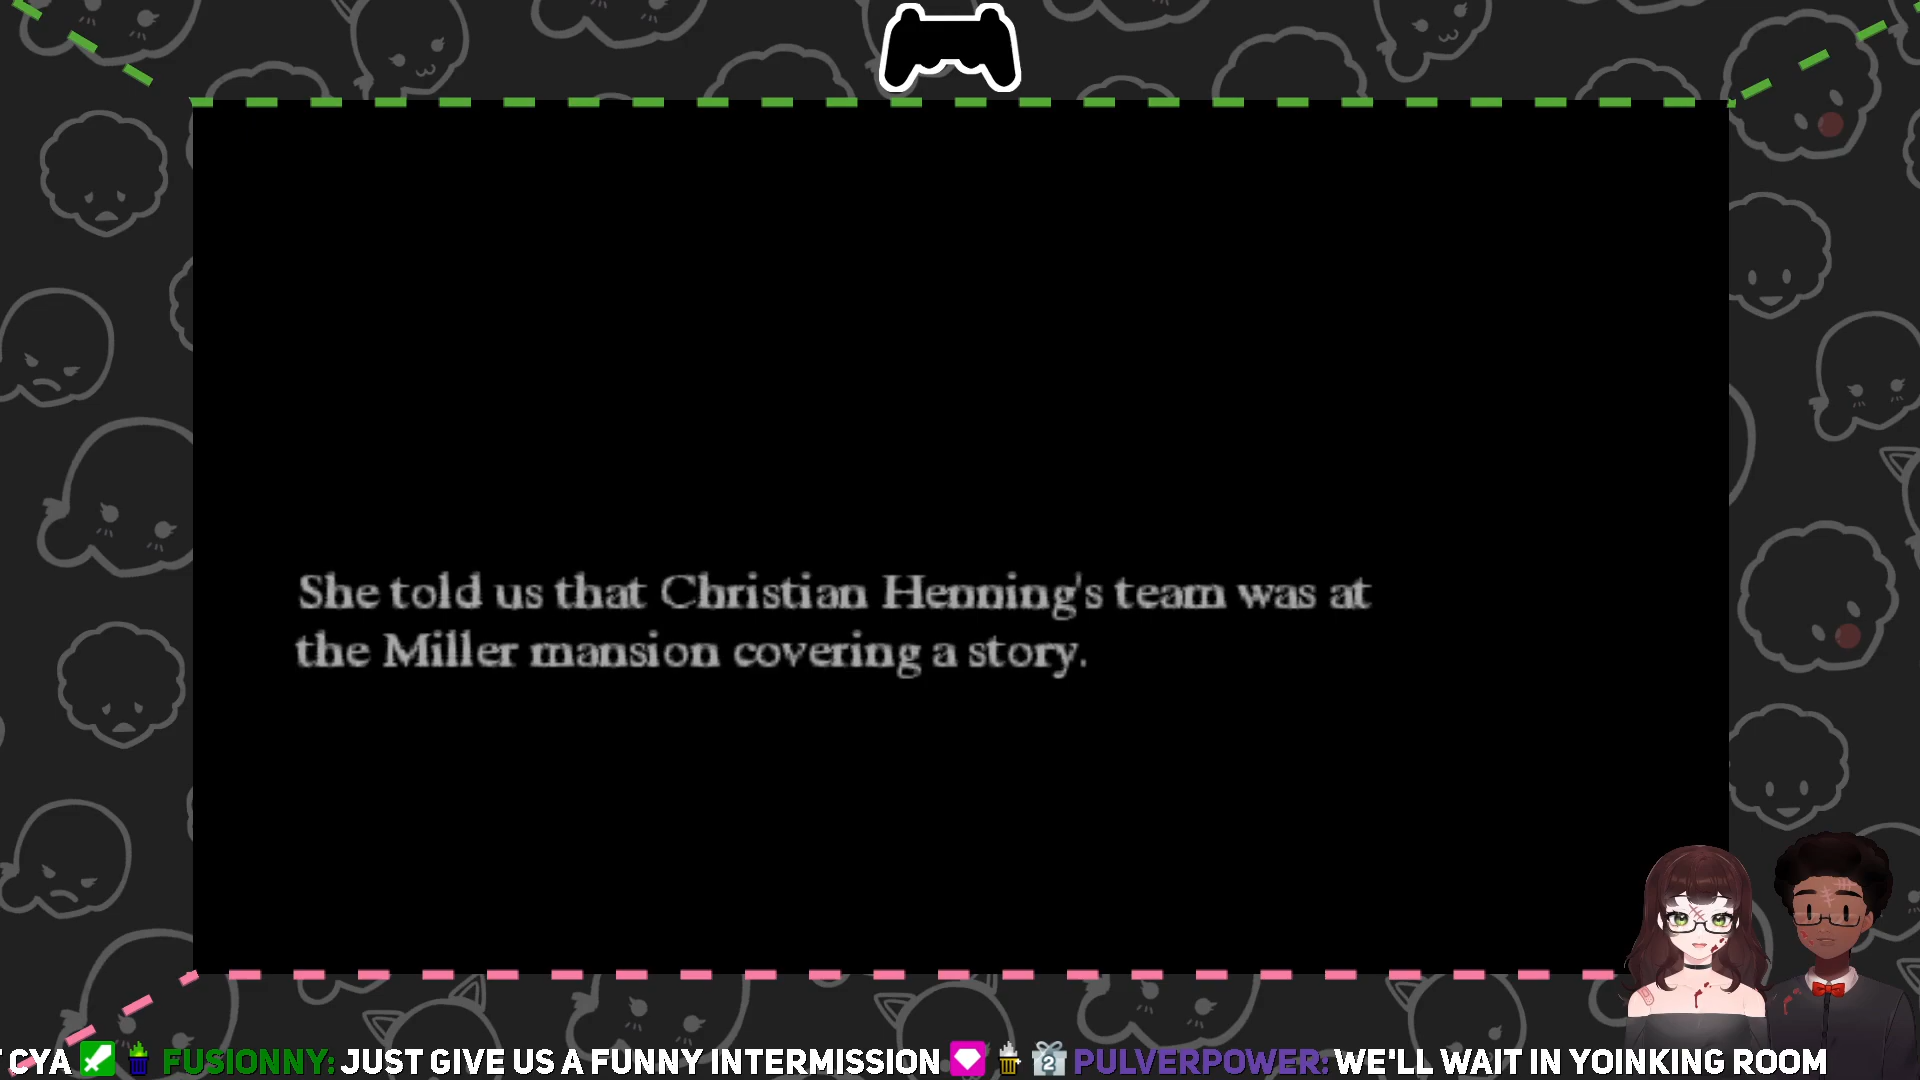 She told us that Christian Henning's team was at
the Miller mansion covering a story.
CYA FUSIONNY: JUST GIVE US A FUNNY INTERMISSION 2 PULVERPOWER: WE'LL WAIT IN YOINKING ROOM